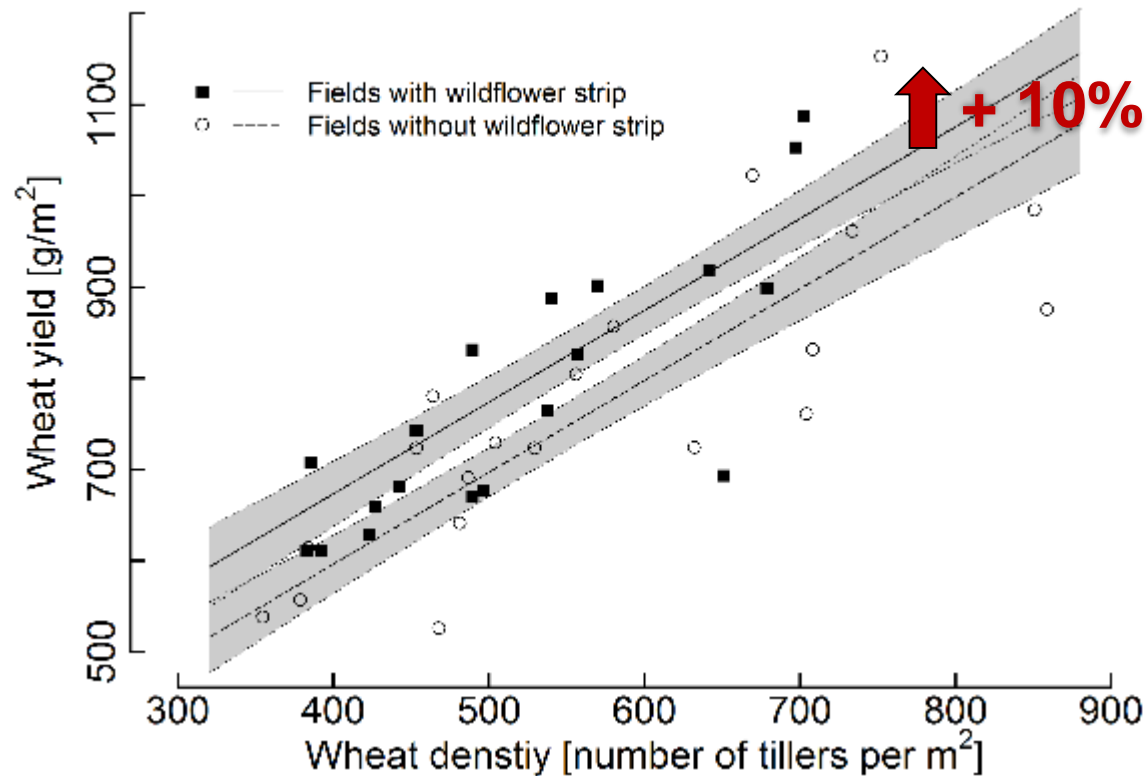 1100
900
700
500
Wheat yield [g/m²]
Fields with wildflower strip
Fields without wildflower strip
+ 10%
300 400 500 600 700 800 900
Wheat denstiy [number of tillers per m²]